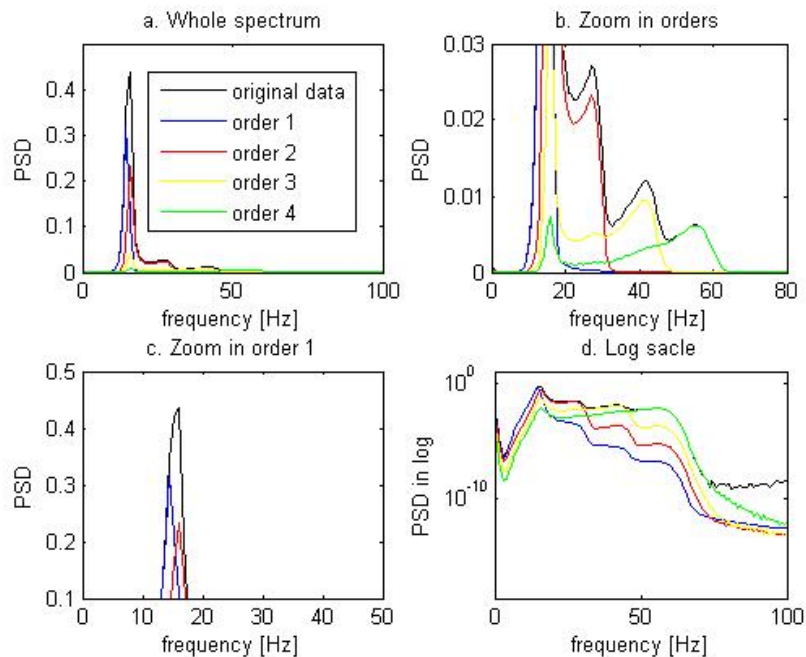 a. Whole spectrum
0.4
0.3
0.2
0.1
0
PSD
0
50
100
frequency [Hz]
original data
order 1
order 2
order 3
order 4
b. Zoom in orders
0.03
0.02
0.01
0
PSD
0
20
40
60
80
frequency [Hz]
c. Zoom in order 1
0.5
0.4
0.3
0.2
0.1
PSD
0
10
20
30
40
50
frequency [Hz]
d. Log sacle
10^0
10^-10
PSD in log
0
50
100
frequency [Hz]